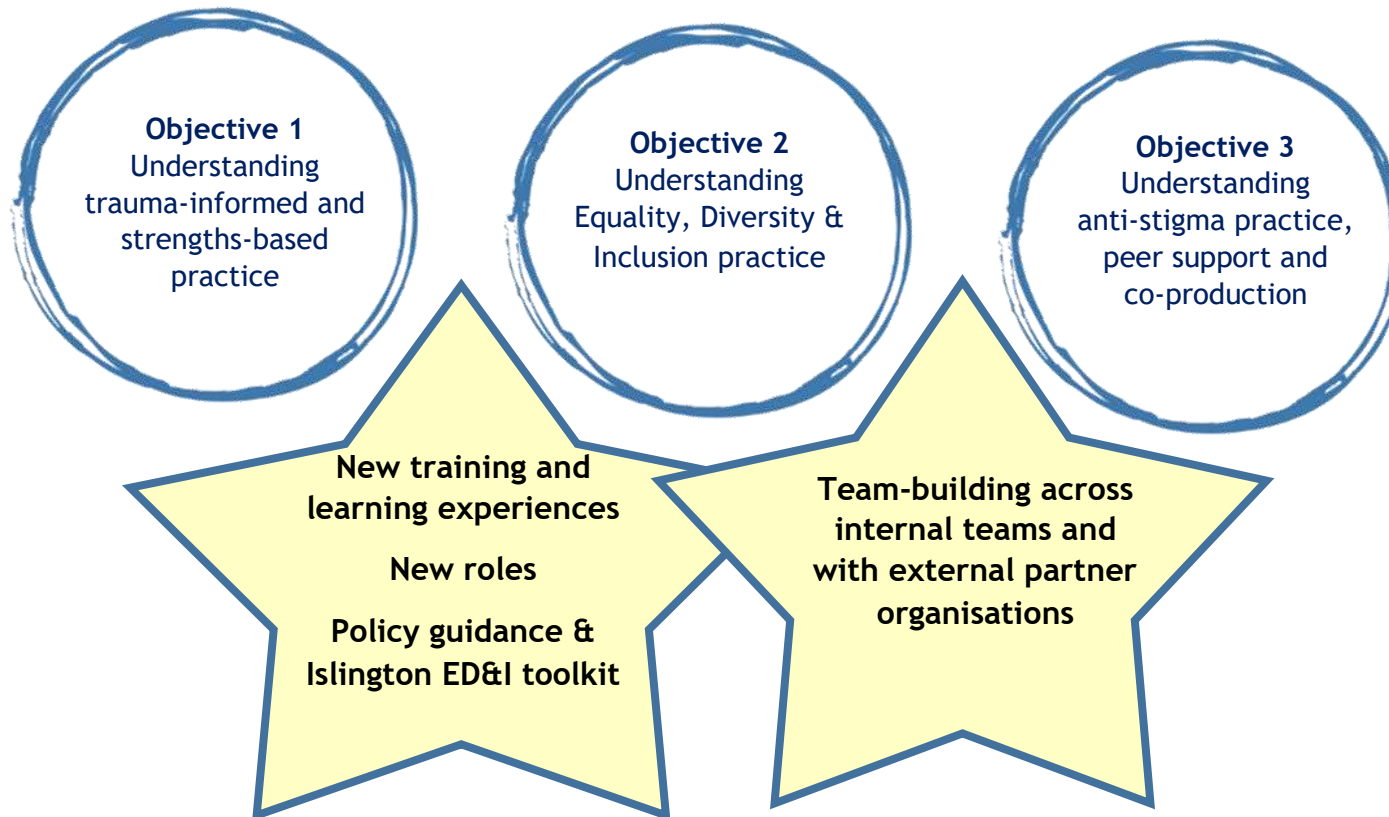 Objective 1
Understanding
trauma-informed and
strengths-based
practice
Objective 2
Understanding
Equality, Diversity &
Inclusion practice
Objective 3
Understanding
anti-stigma practice,
peer support and
co-production
New training and
learning experiences
New roles
Policy guidance &
Islington ED&I toolkit
Team-building across
internal teams and
with external partner
organisations